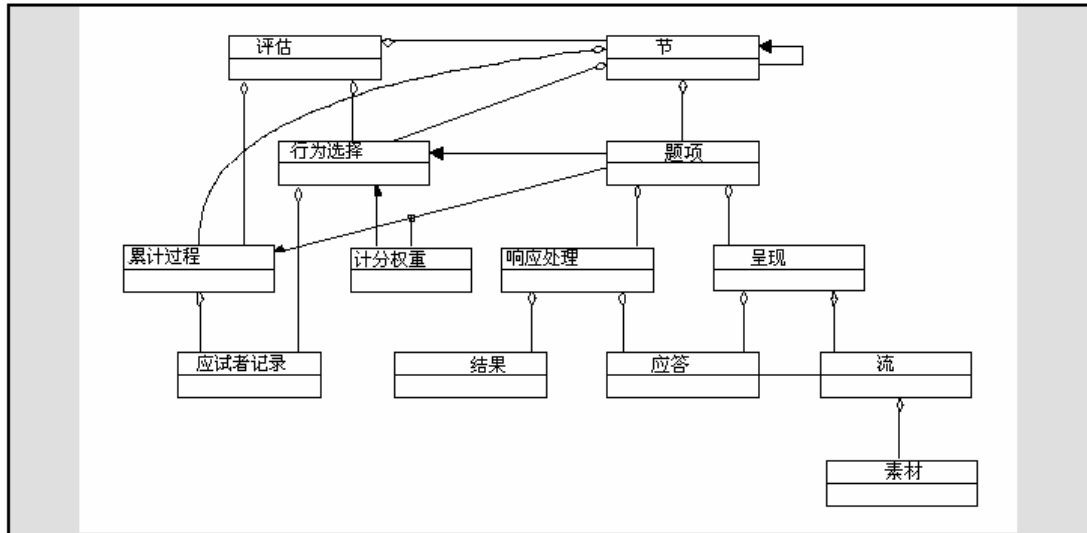 评估
节
行为选择
题项
累计过程
计分权重
响应处理
呈现
应试者记录
结果
应答
流
素材